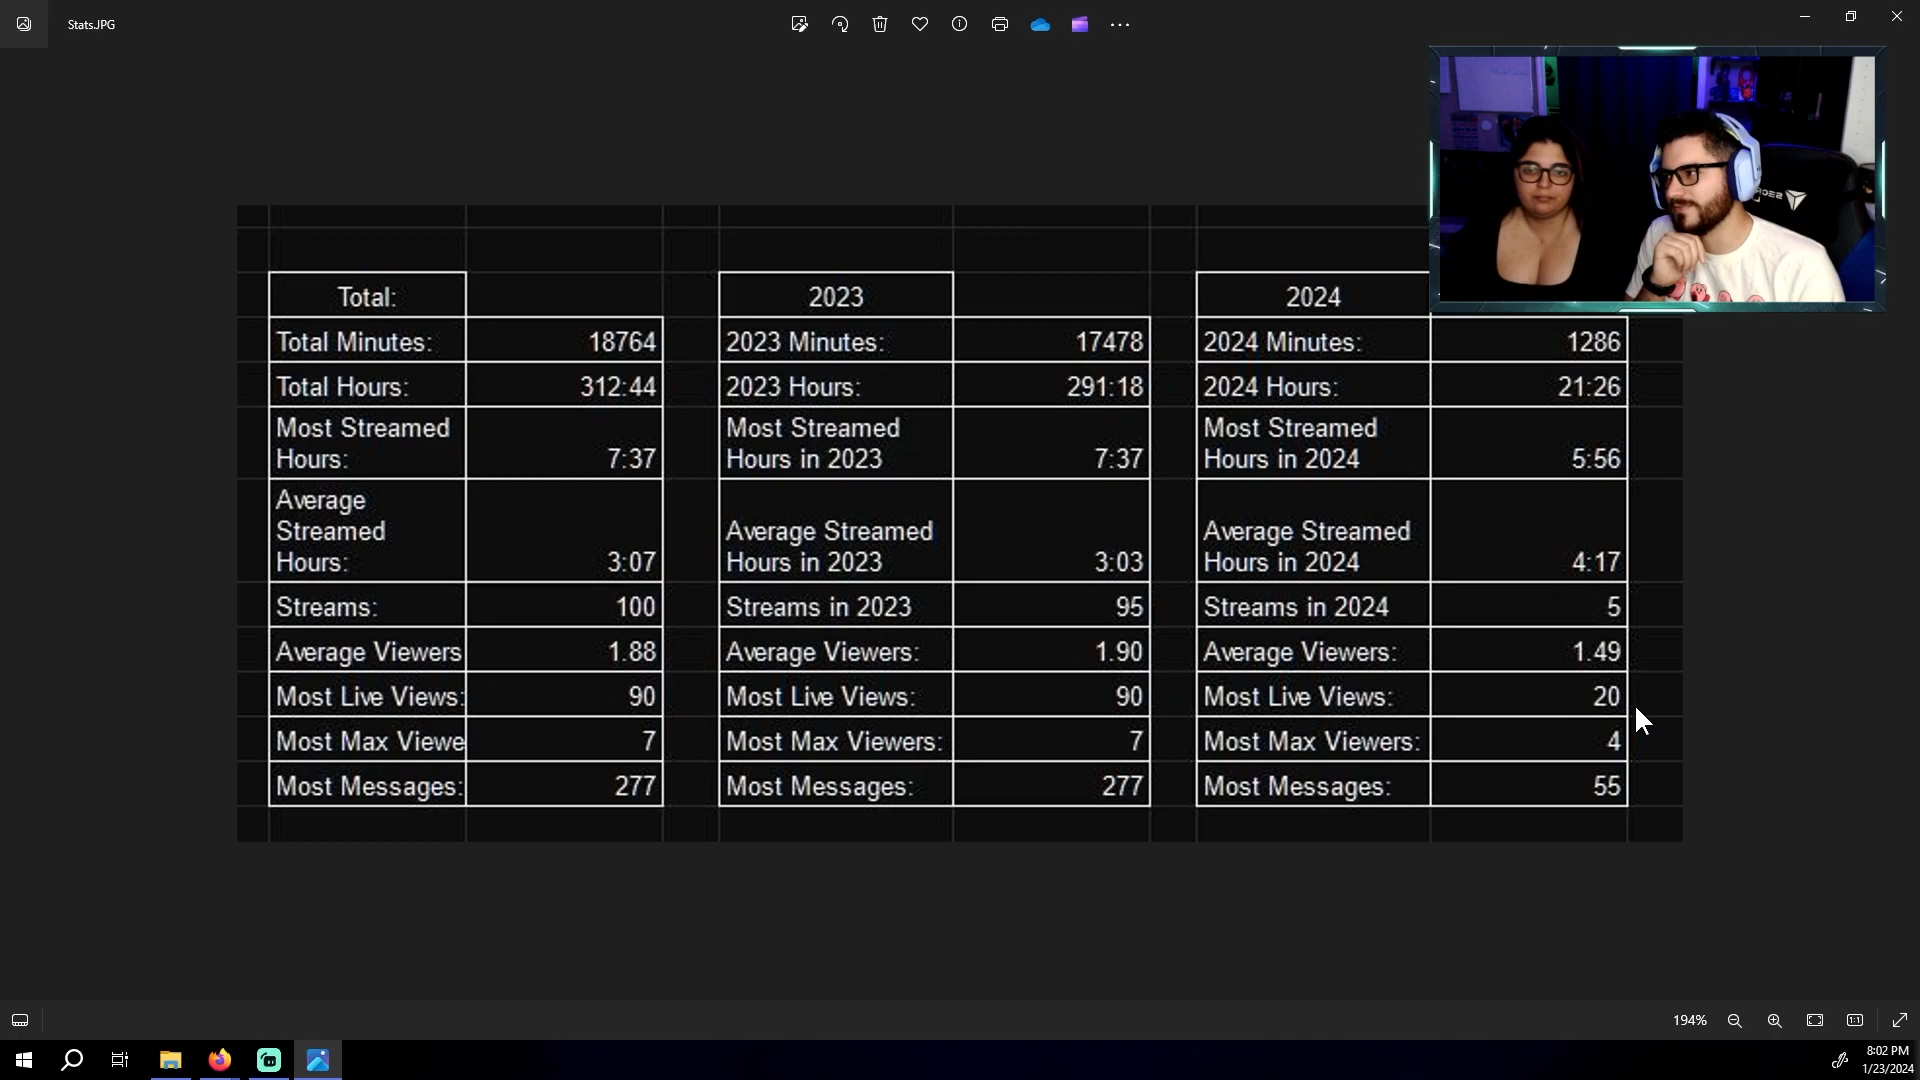 Stats.JPG
Total:
Total Minutes: 18764
Total Hours: 312:44
Most Streamed
Hours: 7:37
Average
Streamed
Hours: 3:07
Streams: 100
Average Viewers 1.88
Most Live Views: 90
Most Max Viewe 7
Most Messages: 277
2023
2023 Minutes: 17478
2023 Hours: 291:18
Most Streamed
Hours in 2023 7:37
Average Streamed
Hours in 2023 3:03
Streams in 2023 95
Average Viewers: 1.90
Most Live Views: 90
Most Max Viewers: 7
Most Messages: 277
2024
2024 Minutes: 1286
2024 Hours: 21:26
Most Streamed
Hours in 2024 5:56
Average Streamed
Hours in 2024 4:17
Streams in 2024 5
Average Viewers: 1.49
Most Live Views: 20
Most Max Viewers: 4
Most Messages: 55
194%
8:02 PM
1/23/2024